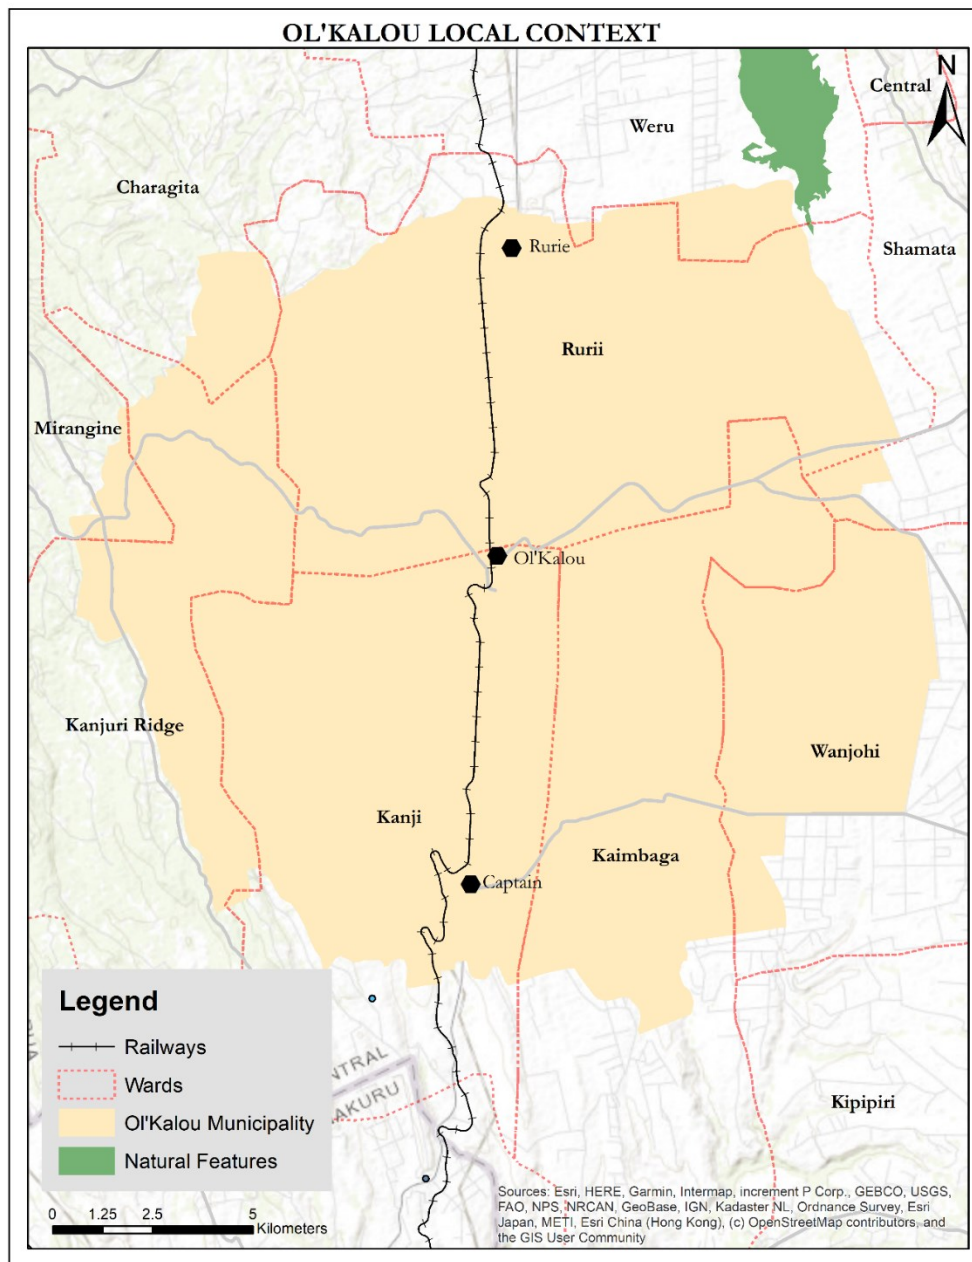 OL'KALOU LOCAL CONTEXT
N
Central
Weru
Charagita
Shamata
Rurie
Rurii
Mirangine
Ol'Kalou
Kanjuri Ridge
Wanjohi
Kanji
Kaimbaga
Captain
Kipipiri
NTRAL
AKURU
Legend
Railways
Wards
Ol'Kalou Municipality
Natural Features
0 1.25 2.5 5
Kilometers
Sources: Esri, HERE, Garmin, Intermap, increment P Corp., GEBCO, USGS,
FAO, NPS, NRCAN, GeoBase, IGN, Kadaster NL, Ordnance Survey, Esri
Japan, METI, Esri China (Hong Kong), (c) OpenStreetMap contributors, and
the GIS User Community